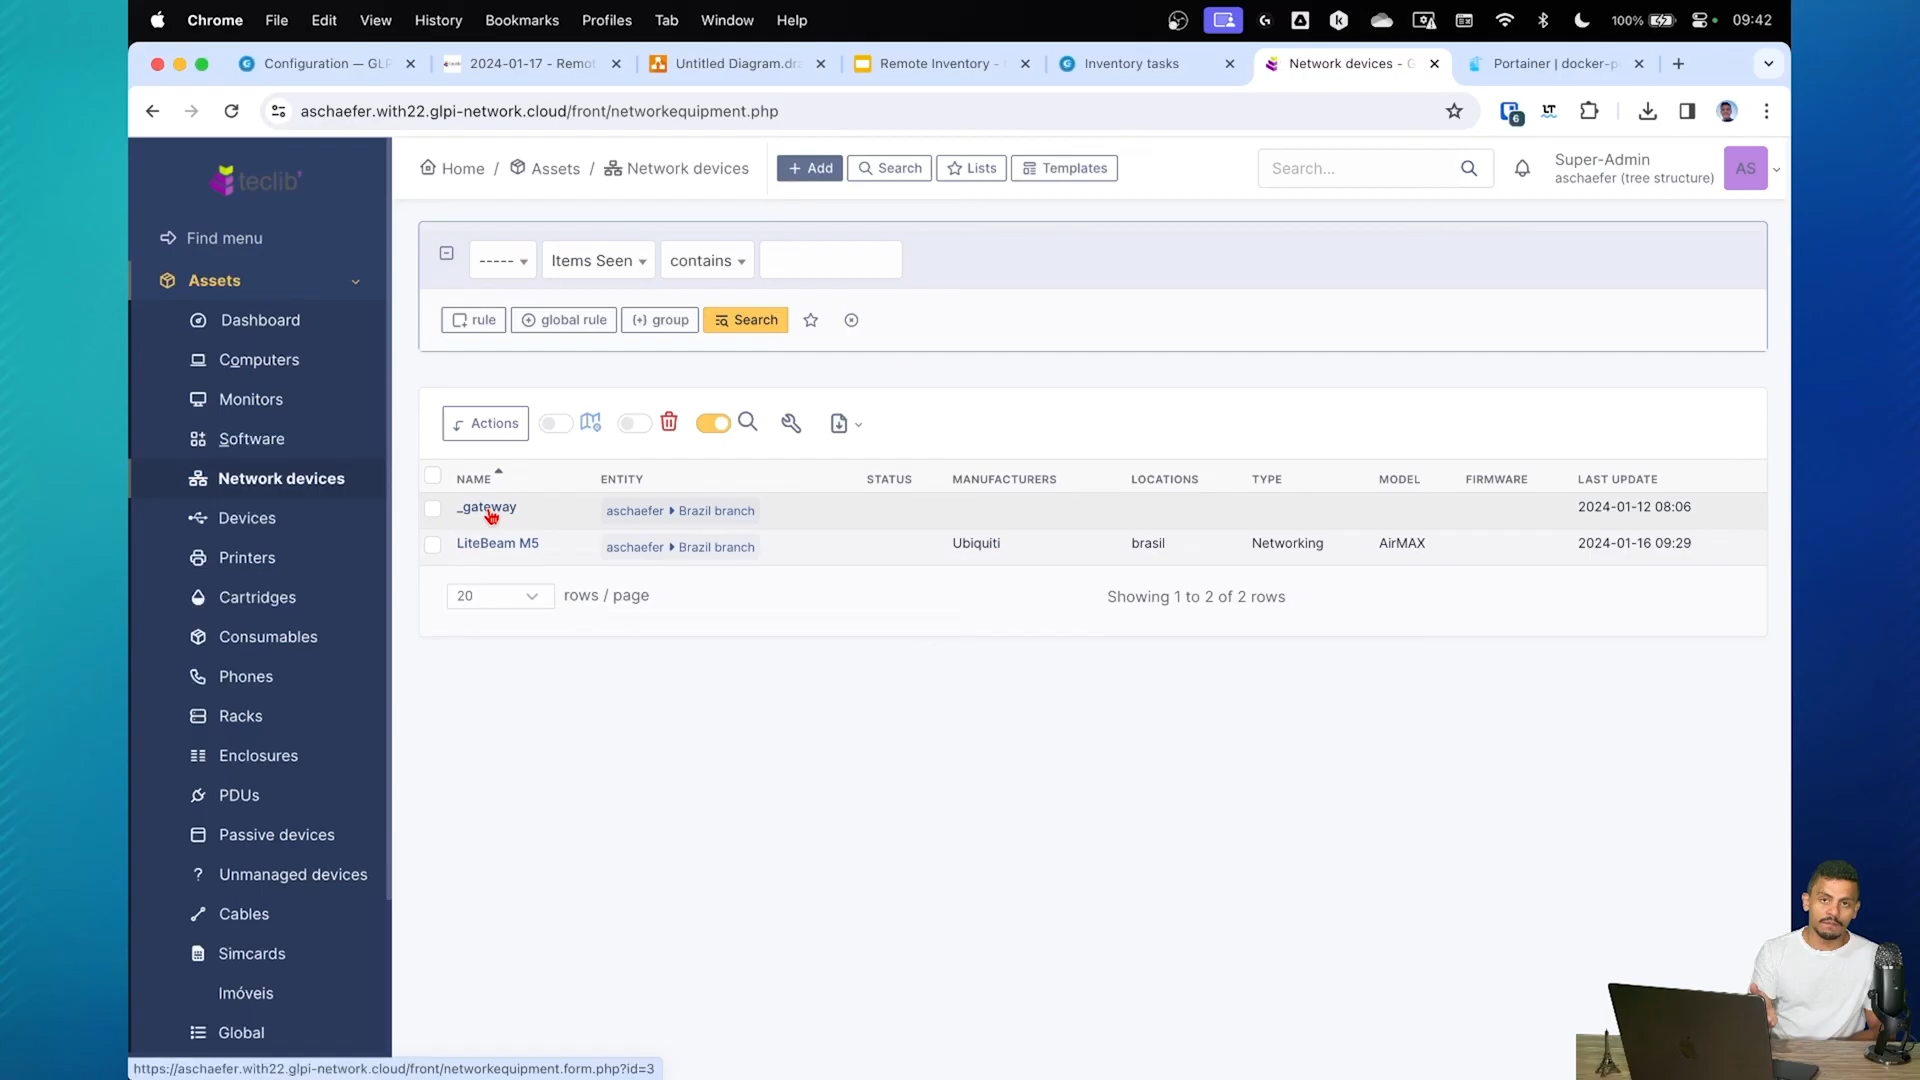 Chrome File Edit View History Bookmarks Profiles Tab Window Help 100% 09:42
Configuration — GLP 2024-01-17 - Remot Untitled Diagram.dr Remote Inventory - Inventory tasks Network devices - G Portainer | docker-p
aschaefer.with22.glpi-network.cloud/front/networkequipment.php 6
teclib'
Home / Assets / Network devices + Add Search Lists Templates Search... Super-Admin AS
aschaefer (tree structure)
Find menu
Assets
Dashboard
Computers
Monitors
Software
Network devices
Devices
Printers
Cartridges
Consumables
Phones
Racks
Enclosures
PDUs
Passive devices
Unmanaged devices
Cables
Simcards
Imóveis
Global
----- Items Seen contains
rule global rule (+) group Search
Actions
NAME ENTITY STATUS MANUFACTURERS LOCATIONS TYPE MODEL FIRMWARE LAST UPDATE
_gateway aschaefer Brazil branch 2024-01-12 08:06
LiteBeam M5 aschaefer Brazil branch Ubiquiti brasil Networking AirMAX 2024-01-16 09:29
20 rows / page Showing 1 to 2 of 2 rows
https://aschaefer.with22.glpi-network.cloud/front/networkequipment.form.php?id=3